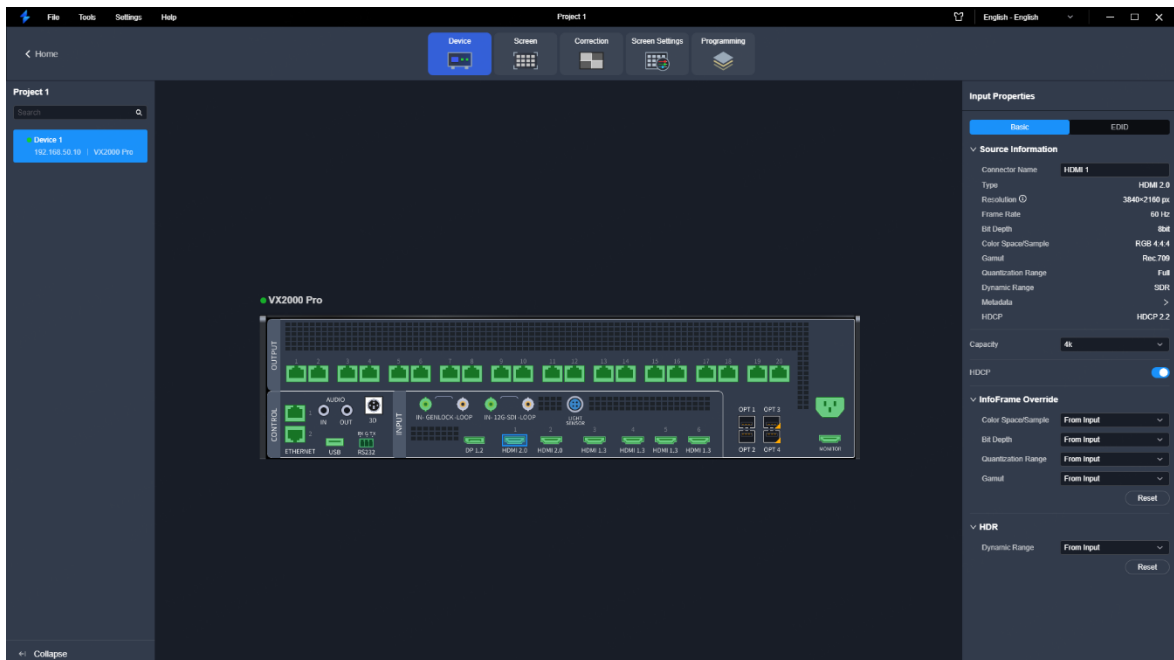 File Tools Settings Help Project 1 English - English
Home
Device Screen Correction Screen Settings Programming
Project 1
Search
Device 1
192.168.50.10 | VX2000 Pro
VX2000 Pro
OUTPUT
1 2 3 4 5 6 7 8 9 10 11 12 13 14 15 16 17 18 19 20
CONTROL
1
2
ETHERNET
AUDIO
IN OUT
3D
USB
RS232
INPUT
IN- GENLOCK -LOOP
IN- 12G-SDI -LOOP
LIGHT
SENSOR
1 2 3 4 5 6
DP 1.2 HDMI 2.0 HDMI 2.0 HDMI 1.3 HDMI 1.3 HDMI 1.3 HDMI 1.3
OPT 1 OPT 3
OPT 2 OPT 4
MONITOR
Input Properties
Basic EDID
Source Information
Connector Name HDMI 1
Type HDMI 2.0
Resolution 3840×2160 px
Frame Rate 60 Hz
Bit Depth 8bit
Color Space/Sample RGB 4:4:4
Gamut Rec.709
Quantization Range Full
Dynamic Range SDR
Metadata
HDCP HDCP 2.2
Capacity 4k
HDCP
InfoFrame Override
Color Space/Sample From Input
Bit Depth From Input
Quantization Range From Input
Gamut From Input
Reset
HDR
Dynamic Range From Input
Reset
Collapse